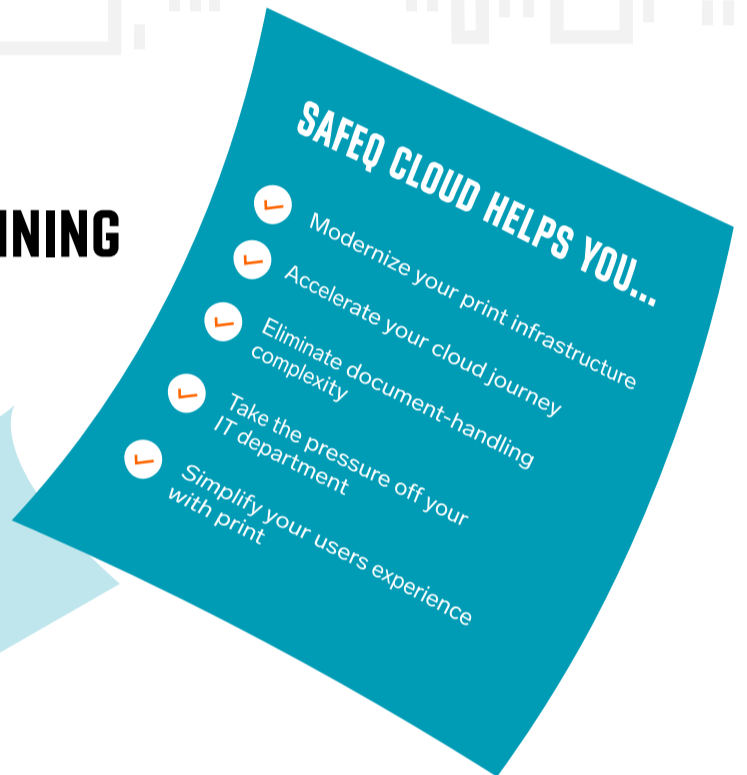 NING
SAFEQ CLOUD HELPS YOU...
Modernize your print infrastructure
Accelerate your cloud journey
Eliminate document-handling
complexity
Take the pressure off your
IT department
Simplify your users experience
with print